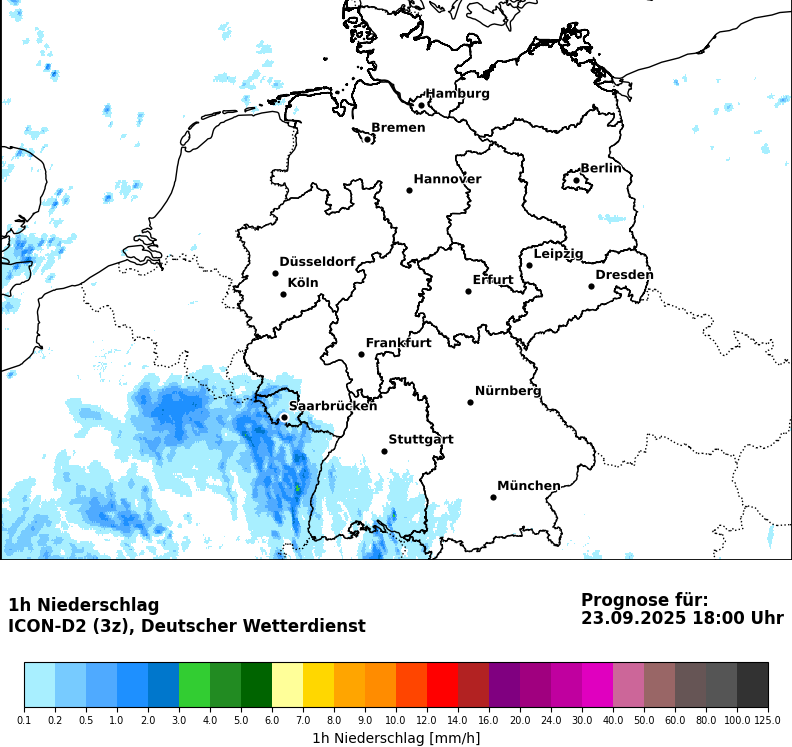 Hamburg
Bremen
Berlin
Hannover
Leipzig
Düsseldorf
Dresden
Köln
Erfurt
Frankfurt
Nürnberg
Saarbrücken
Stuttgart
München
1h Niederschlag
ICON-D2 (3z), Deutscher Wetterdienst
Prognose für:
23.09.2025 18:00 Uhr
0.1 0.2 0.5 1.0 2.0 3.0 4.0 5.0 6.0 7.0 8.0 9.0 10.0 12.0 14.0 16.0 20.0 24.0 30.0 40.0 50.0 60.0 80.0 100.0 125.0
1h Niederschlag [mm/h]